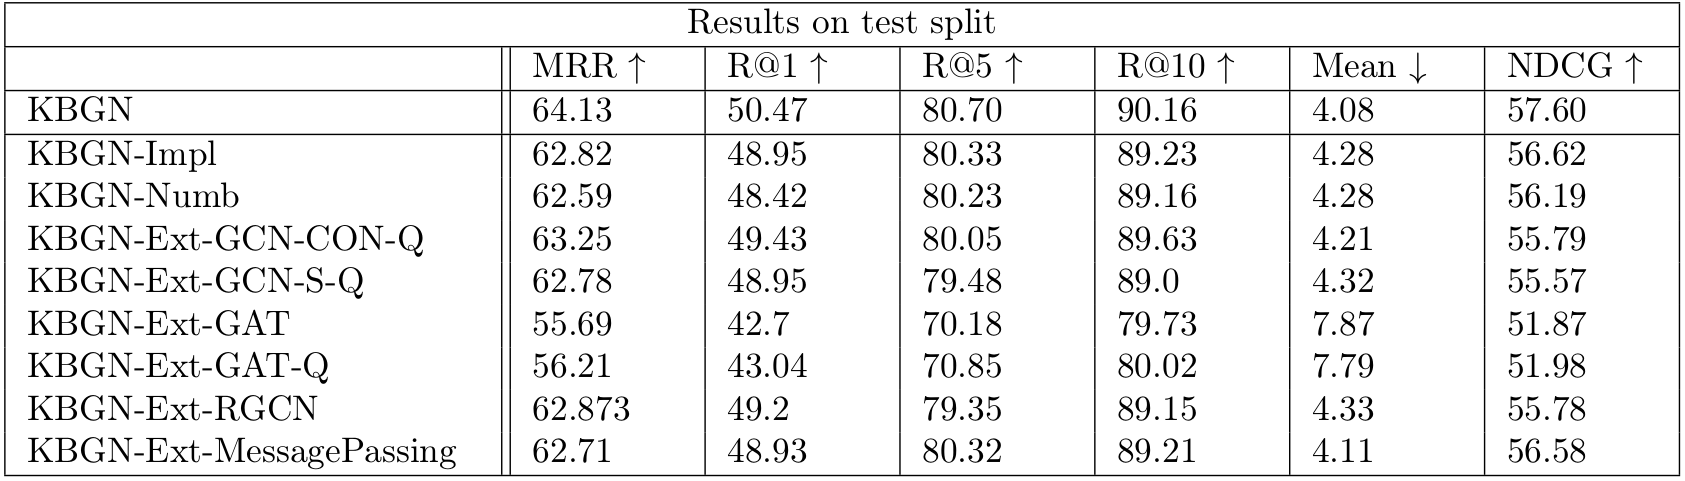 Results on test split
MRR ↑ R@1 ↑ R@5 ↑ R@10 ↑ Mean ↓ NDCG ↑
KBGN 64.13 50.47 80.70 90.16 4.08 57.60
KBGN-Impl 62.82 48.95 80.33 89.23 4.28 56.62
KBGN-Numb 62.59 48.42 80.23 89.16 4.28 56.19
KBGN-Ext-GCN-CON-Q 63.25 49.43 80.05 89.63 4.21 55.79
KBGN-Ext-GCN-S-Q 62.78 48.95 79.48 89.0 4.32 55.57
KBGN-Ext-GAT 55.69 42.7 70.18 79.73 7.87 51.87
KBGN-Ext-GAT-Q 56.21 43.04 70.85 80.02 7.79 51.98
KBGN-Ext-RGCN 62.873 49.2 79.35 89.15 4.33 55.78
KBGN-Ext-MessagePassing 62.71 48.93 80.32 89.21 4.11 56.58